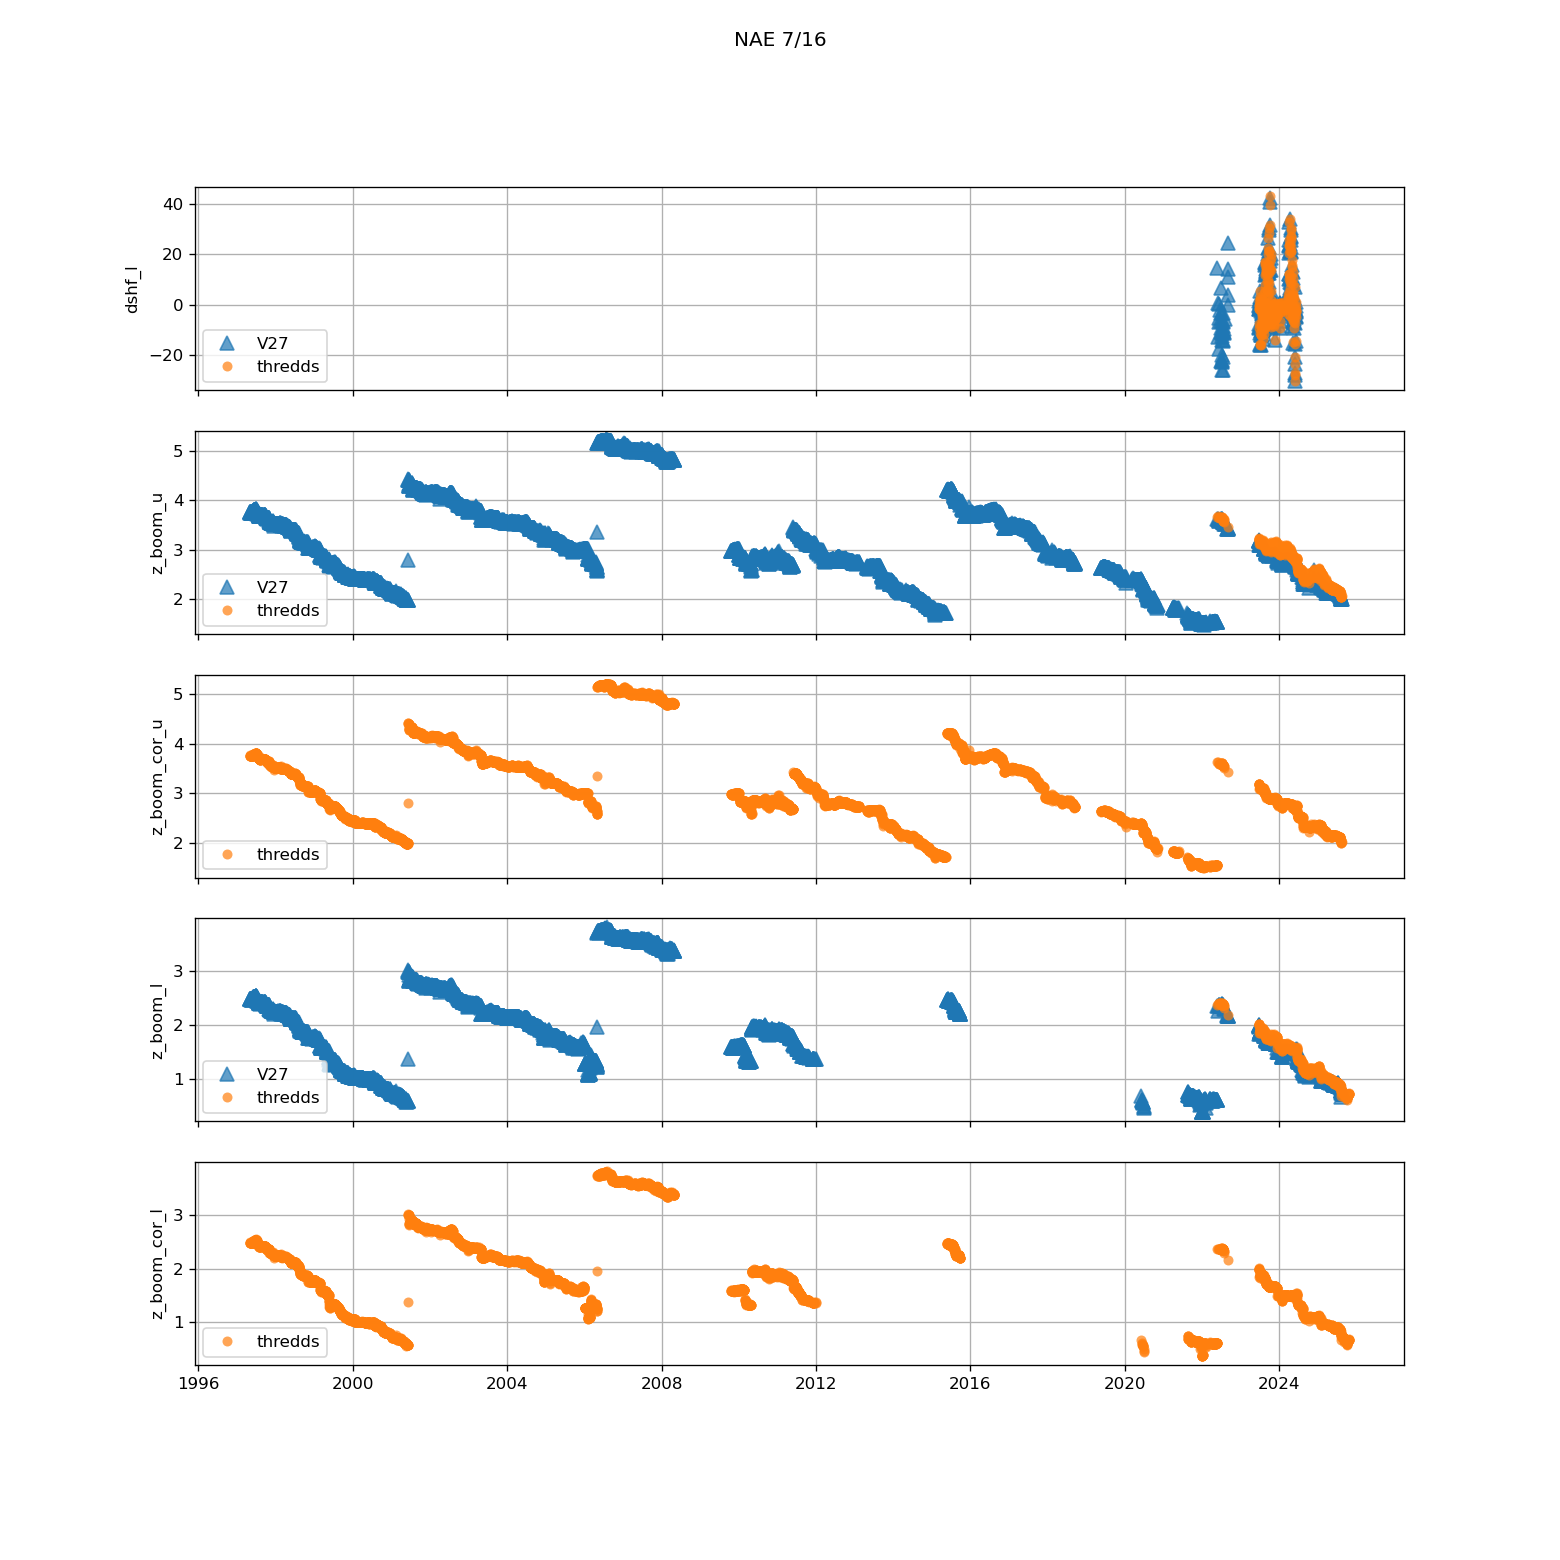 NAE 7/16
40
20
0
−20
dshf_l
V27
thredds
5
4
3
2
z_boom_u
V27
thredds
5
4
3
2
z_boom_cor_u
thredds
3
2
1
z_boom_l
V27
thredds
3
2
1
z_boom_cor_l
thredds
1996 2000 2004 2008 2012 2016 2020 2024